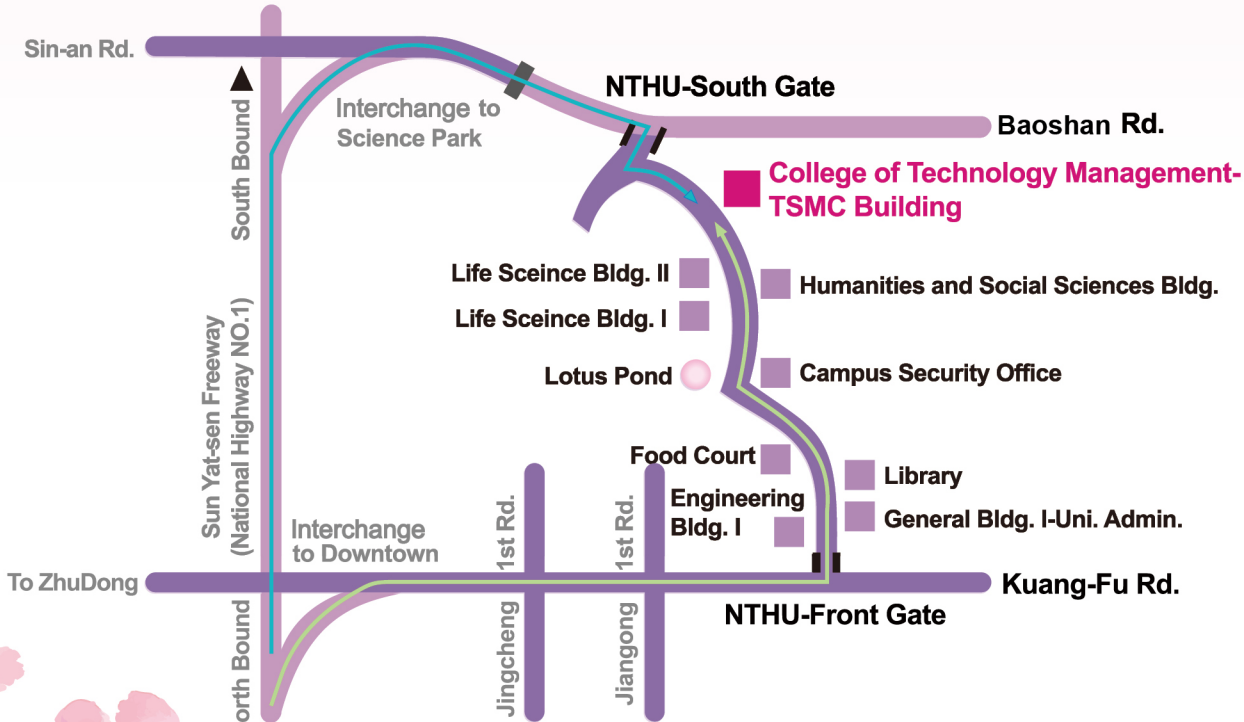 Sin-an Rd.
South Bound
Interchange to
Science Park
NTHU-South Gate
Baoshan Rd.
College of Technology Management-
TSMC Building
Life Sceince Bldg. II
Humanities and Social Sciences Bldg.
Life Sceince Bldg. I
Sun Yat-sen Freeway
(National Highway NO.1)
Lotus Pond
Campus Security Office
Food Court
Library
Engineering
Bldg. I
General Bldg. I-Uni. Admin.
Interchange
to Downtown
Jingcheng 1st Rd.
Jiangong 1st Rd.
To ZhuDong
Kuang-Fu Rd.
NTHU-Front Gate
orth Bound